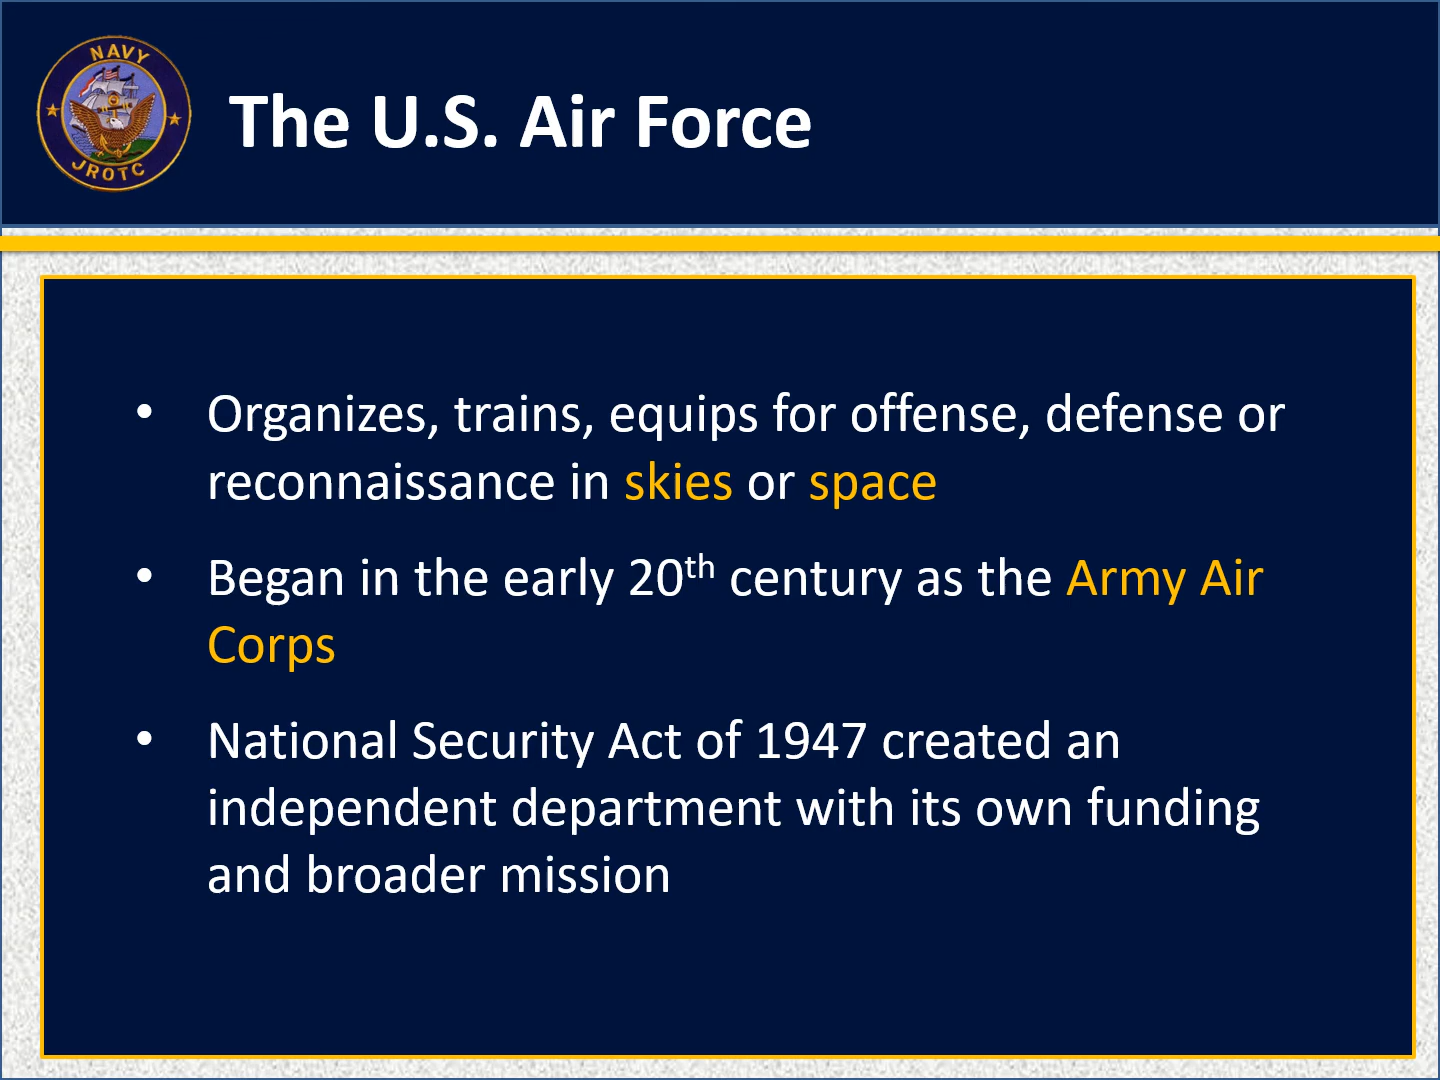 NAVY
JROTC
The U.S. Air Force
• Organizes, trains, equips for offense, defense or
reconnaissance in skies or space
• Began in the early 20th century as the Army Air
Corps
• National Security Act of 1947 created an
independent department with its own funding
and broader mission